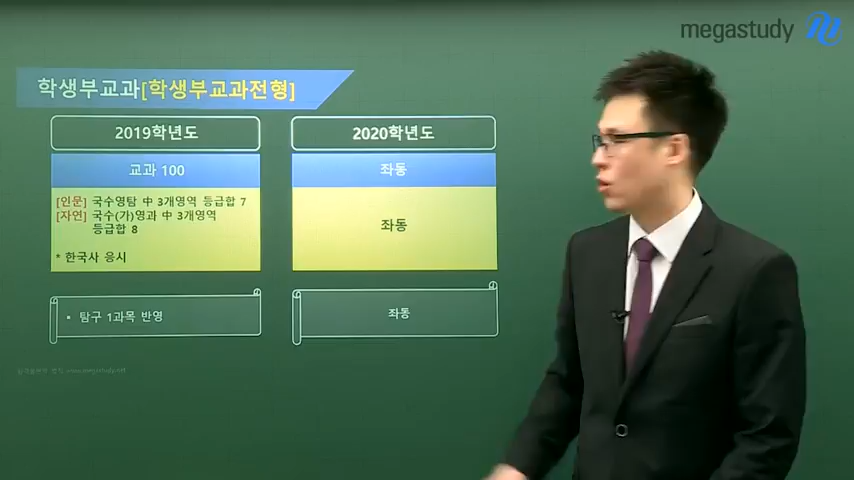 megastudy
학생부교과[학생부교과전형]
2019학년도
2020학년도
교과 100
좌동
[인문] 국수영탐 中 3개영역 등급합 7
[자연] 국수(가)영과 中 3개영역
등급합 8
* 한국사 응시
좌동
• 탐구 1과목 반영
좌동